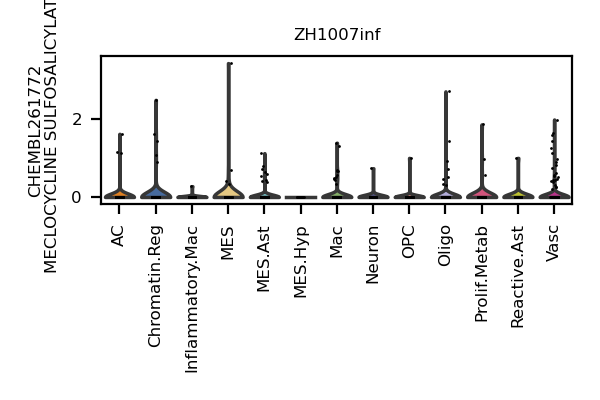 ZH1007inf
CHEMBL261772
MECLOCYCLINE SULFOSALICYLAT
2
0
AC
Chromatin.Reg
Inflammatory.Mac
MES
MES.Ast
MES.Hyp
Mac
Neuron
OPC
Oligo
Prolif.Metab
Reactive.Ast
Vasc